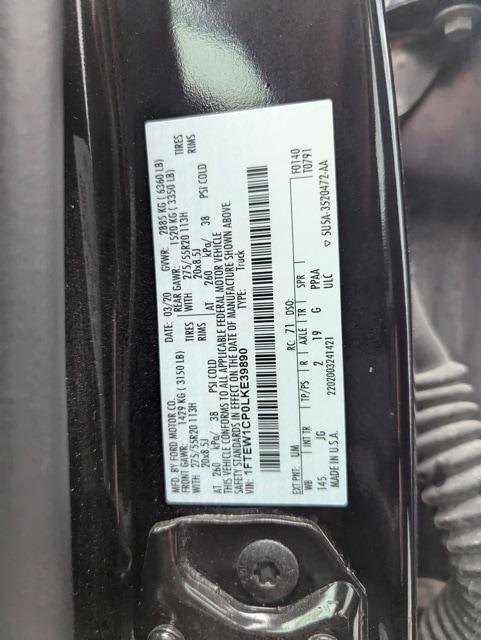 MFD. BY FORD MOTOR CO. DATE: 03/20 GVWR: 2885 KG ( 6360 LB)
FRONT GAWR: 1429 KG ( 3150 LB) REAR GAWR: 1520 KG ( 3350 LB)
WITH 275/55R20 113H TIRES WITH 275/55R20 113H TIRES
20x8.5J RIMS 20x8.5J RIMS
AT 260 kPa/ 38 PSI COLD AT 260 kPa/ 38 PSI COLD
THIS VEHICLE CONFORMS TO ALL APPLICABLE FEDERAL MOTOR VEHICLE
SAFETY STANDARDS IN EFFECT ON THE DATE OF MANUFACTURE SHOWN ABOVE.
VIN: 1FTEW1CP0LKE39890 TYPE: Truck
F0140
T0791
EXT PNT: UM RC: 71 DSO:
WB INT TR TP/PS R AXLE TR SPR
145 JG 2 19 G PPAA
2202003241421 ULC
MADE IN U.S.A. 5U5A-3520472-AA